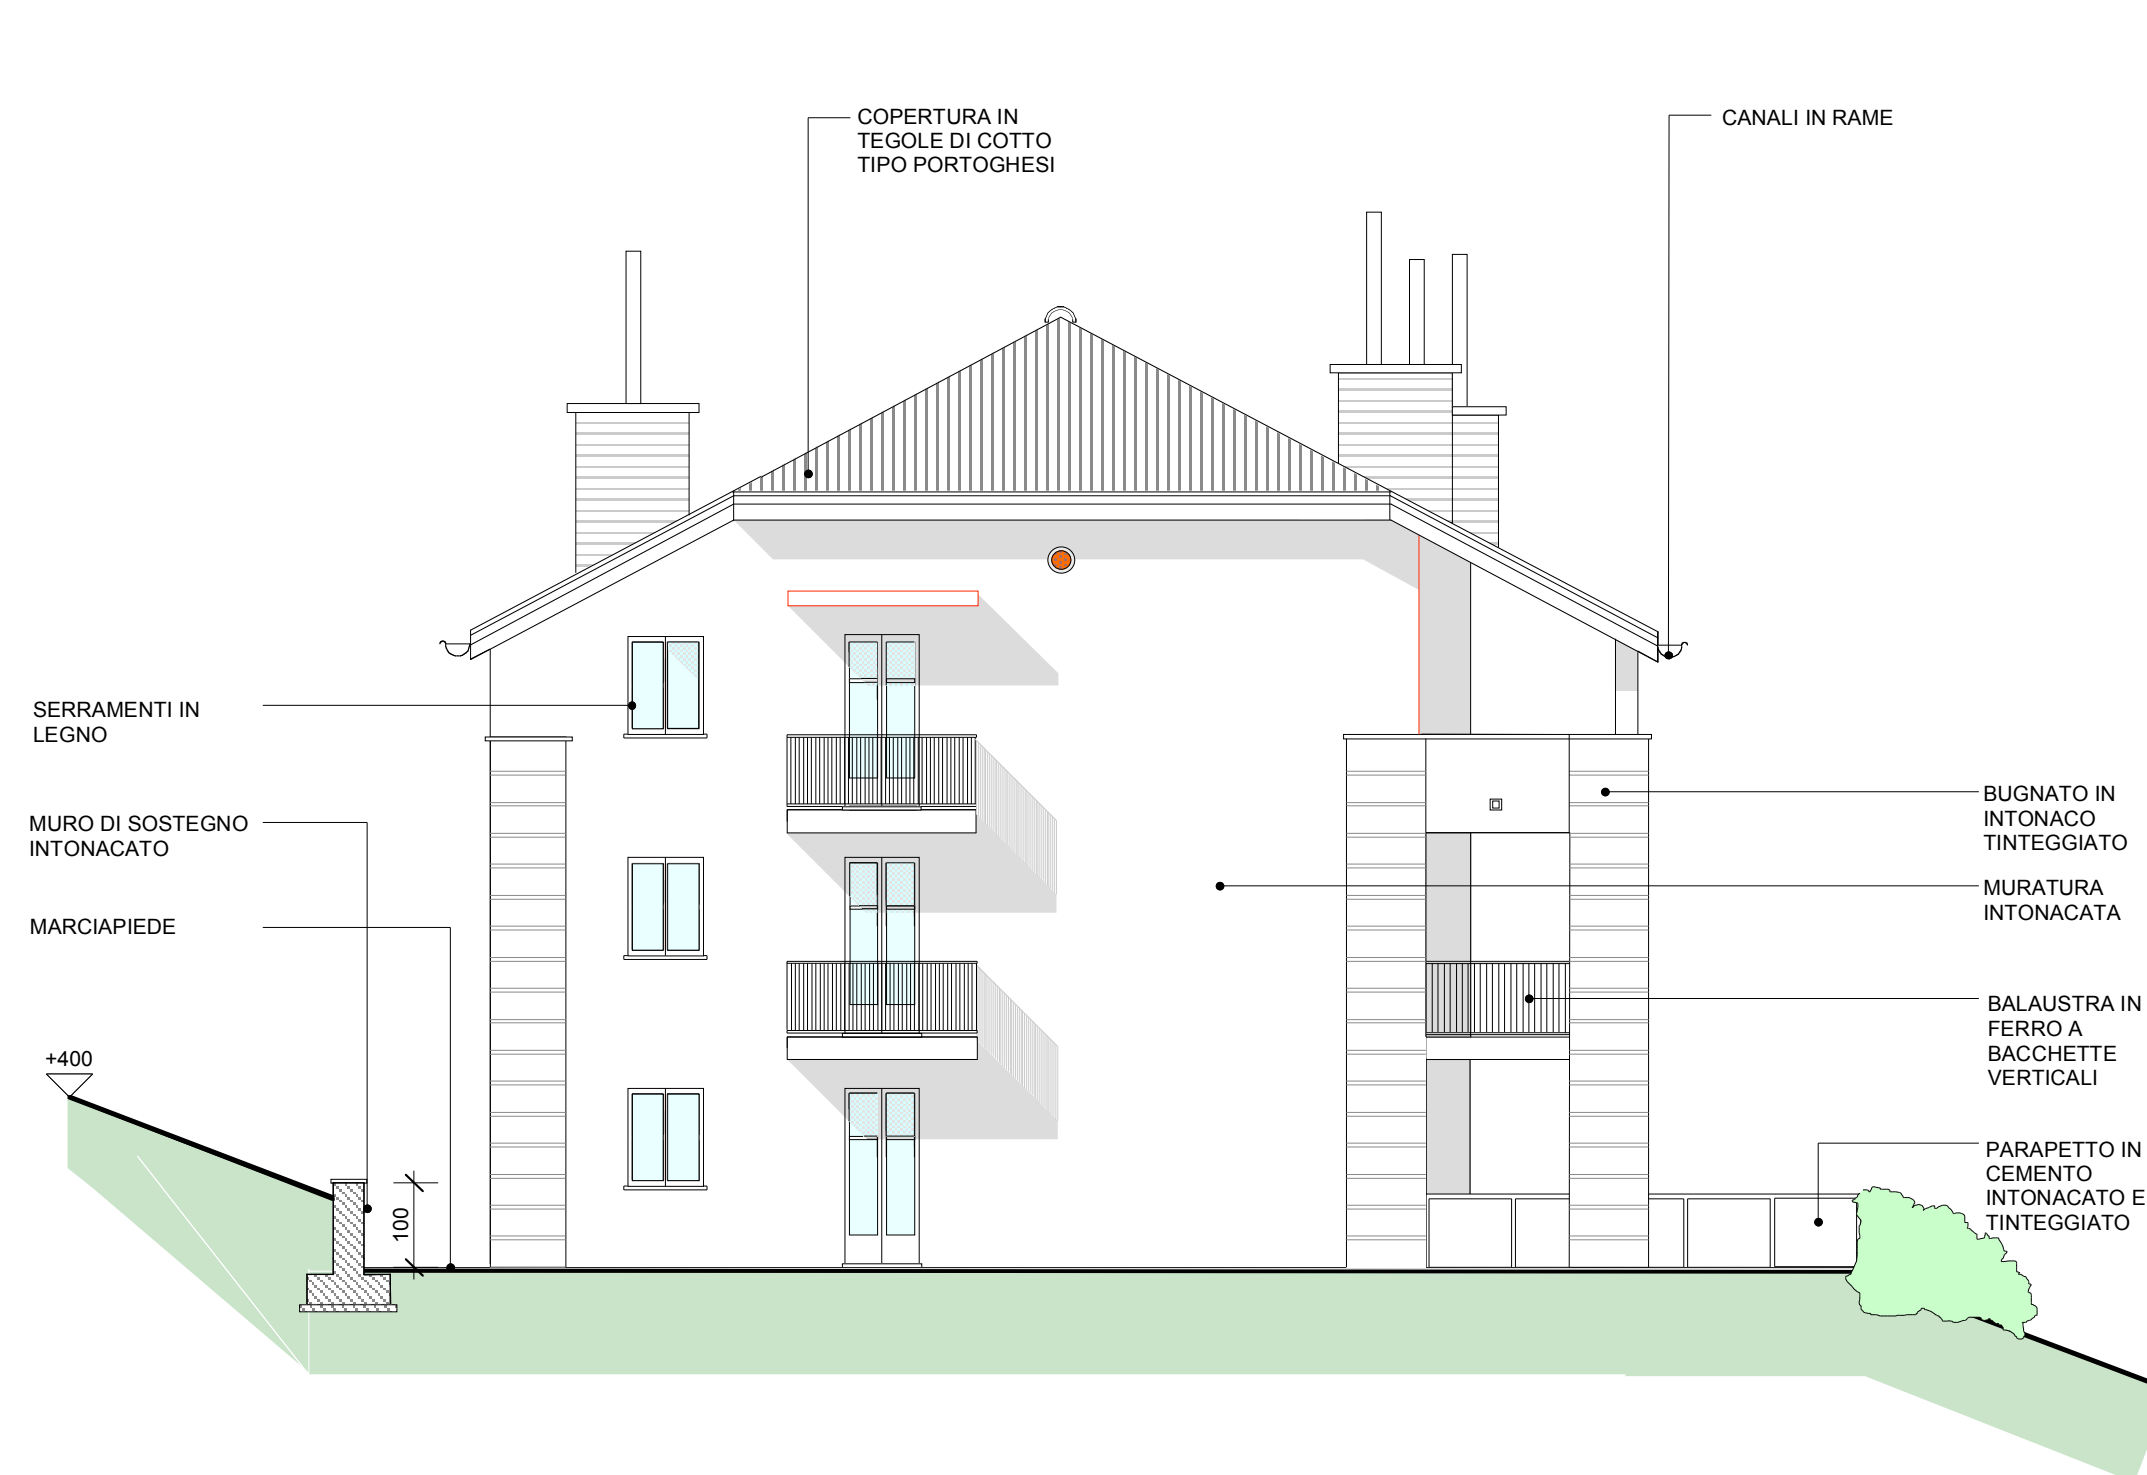 COPERTURA IN
TEGOLE DI COTTO
TIPO PORTOGHESI
CANALI IN RAME
SERRAMENTI IN
LEGNO
MURO DI SOSTEGNO
INTONACATO
MARCIAPIEDE
+400
100
BUGNATO IN
INTONACO
TINTEGGIATO
MURATURA
INTONACATA
BALAUSTRA IN
FERRO A
BACCHETTE
VERTICALI
PARAPETTO IN
CEMENTO
INTONACATO E
TINTEGGIATO